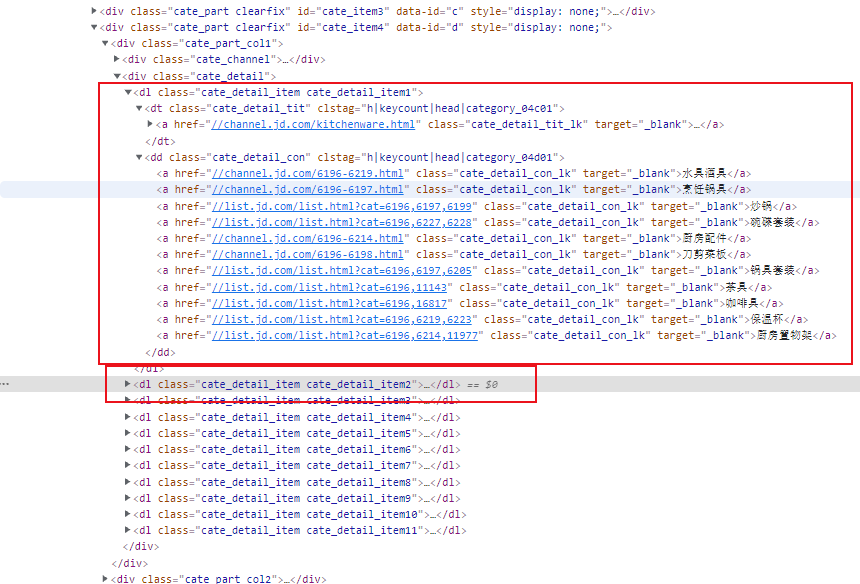 ▶<div class="cate_part clearfix" id="cate_item3" data-id="c" style="display: none;">…</div>
▼<div class="cate_part clearfix" id="cate_item4" data-id="d" style="display: none;">
▼<div class="cate_part_col1">
▶<div class="cate_channel">…</div>
▼<div class="cate_detail">
▼<dl class="cate_detail_item cate_detail_item1">
▼<dt class="cate_detail_tit" clstag="h|keycount|head|category_04c01">
▶<a href="//channel.jd.com/kitchenware.html" class="cate_detail_tit_lk" target="_blank">…</a>
</dt>
▼<dd class="cate_detail_con" clstag="h|keycount|head|category_04d01">
<a href="//channel.jd.com/6196-6219.html" class="cate_detail_con_lk" target="_blank">水具酒具</a>
<a href="//channel.jd.com/6196-6197.html" class="cate_detail_con_lk" target="_blank">烹饪锅具</a>
<a href="//list.jd.com/list.html?cat=6196,6197,6199" class="cate_detail_con_lk" target="_blank">炒锅</a>
<a href="//list.jd.com/list.html?cat=6196,6227,6228" class="cate_detail_con_lk" target="_blank">碗碟套装</a>
<a href="//channel.jd.com/6196-6214.html" class="cate_detail_con_lk" target="_blank">厨房配件</a>
<a href="//channel.jd.com/6196-6198.html" class="cate_detail_con_lk" target="_blank">刀剪菜板</a>
<a href="//list.jd.com/list.html?cat=6196,6197,6205" class="cate_detail_con_lk" target="_blank">锅具套装</a>
<a href="//list.jd.com/list.html?cat=6196,11143" class="cate_detail_con_lk" target="_blank">茶具</a>
<a href="//list.jd.com/list.html?cat=6196,16817" class="cate_detail_con_lk" target="_blank">咖啡具</a>
<a href="//list.jd.com/list.html?cat=6196,6219,6223" class="cate_detail_con_lk" target="_blank">保温杯</a>
<a href="//list.jd.com/list.html?cat=6196,6214,11977" class="cate_detail_con_lk" target="_blank">厨房置物架</a>
</dd>
</dl>
… ▶<dl class="cate_detail_item cate_detail_item2">…</dl> == $0
▶<dl class="cate_detail_item cate_detail_item3">…</dl>
▶<dl class="cate_detail_item cate_detail_item4">…</dl>
▶<dl class="cate_detail_item cate_detail_item5">…</dl>
▶<dl class="cate_detail_item cate_detail_item6">…</dl>
▶<dl class="cate_detail_item cate_detail_item7">…</dl>
▶<dl class="cate_detail_item cate_detail_item8">…</dl>
▶<dl class="cate_detail_item cate_detail_item9">…</dl>
▶<dl class="cate_detail_item cate_detail_item10">…</dl>
▶<dl class="cate_detail_item cate_detail_item11">…</dl>
</div>
</div>
▶<div class="cate_part_col2">…</div>